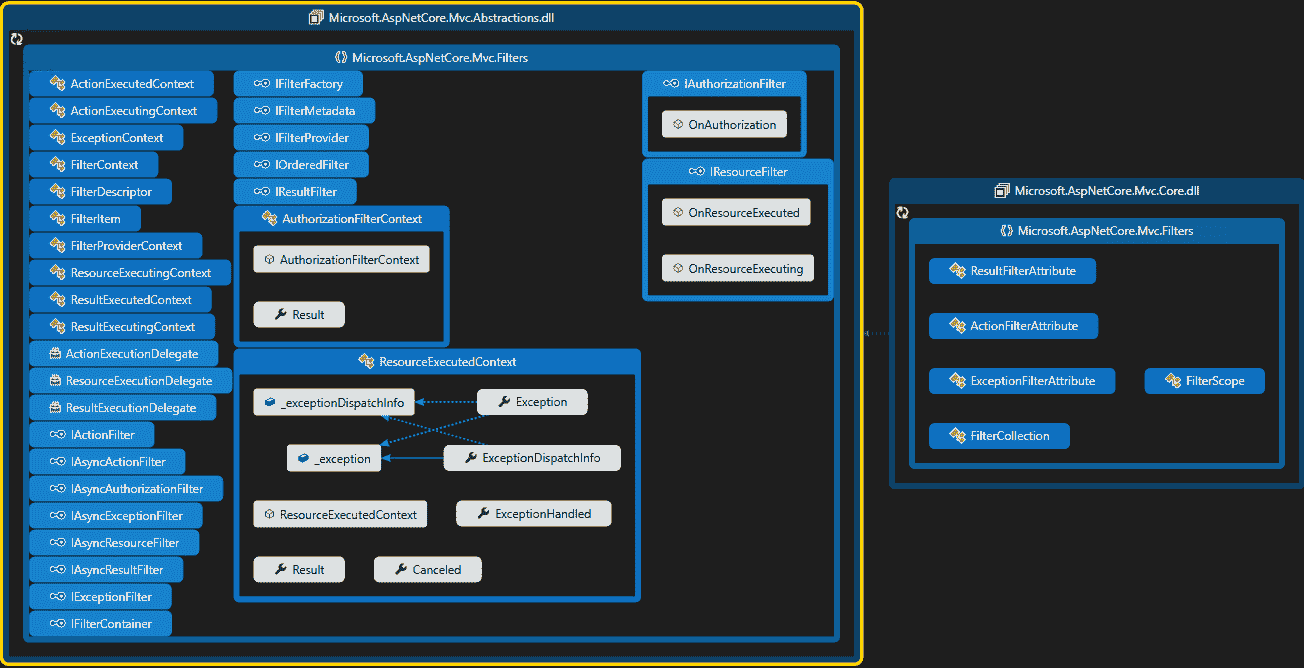 Microsoft.AspNetCore.Mvc.Abstractions.dll
Microsoft.AspNetCore.Mvc.Filters
ActionExecutedContext
ActionExecutingContext
ExceptionContext
FilterContext
FilterDescriptor
FilterItem
FilterProviderContext
ResourceExecutingContext
ResultExecutedContext
ResultExecutingContext
ActionExecutionDelegate
ResourceExecutionDelegate
ResultExecutionDelegate
IActionFilter
IAsyncActionFilter
IAsyncAuthorizationFilter
IAsyncExceptionFilter
IAsyncResourceFilter
IAsyncResultFilter
IExceptionFilter
IFilterContainer
IFilterFactory
IFilterMetadata
IFilterProvider
IOrderedFilter
IResultFilter
AuthorizationFilterContext
AuthorizationFilterContext
Result
ResourceExecutedContext
_exceptionDispatchInfo
Exception
_exception
ExceptionDispatchInfo
ResourceExecutedContext
ExceptionHandled
Result
Canceled
IAuthorizationFilter
OnAuthorization
IResourceFilter
OnResourceExecuted
OnResourceExecuting
Microsoft.AspNetCore.Mvc.Core.dll
Microsoft.AspNetCore.Mvc.Filters
ResultFilterAttribute
ActionFilterAttribute
ExceptionFilterAttribute
FilterScope
FilterCollection